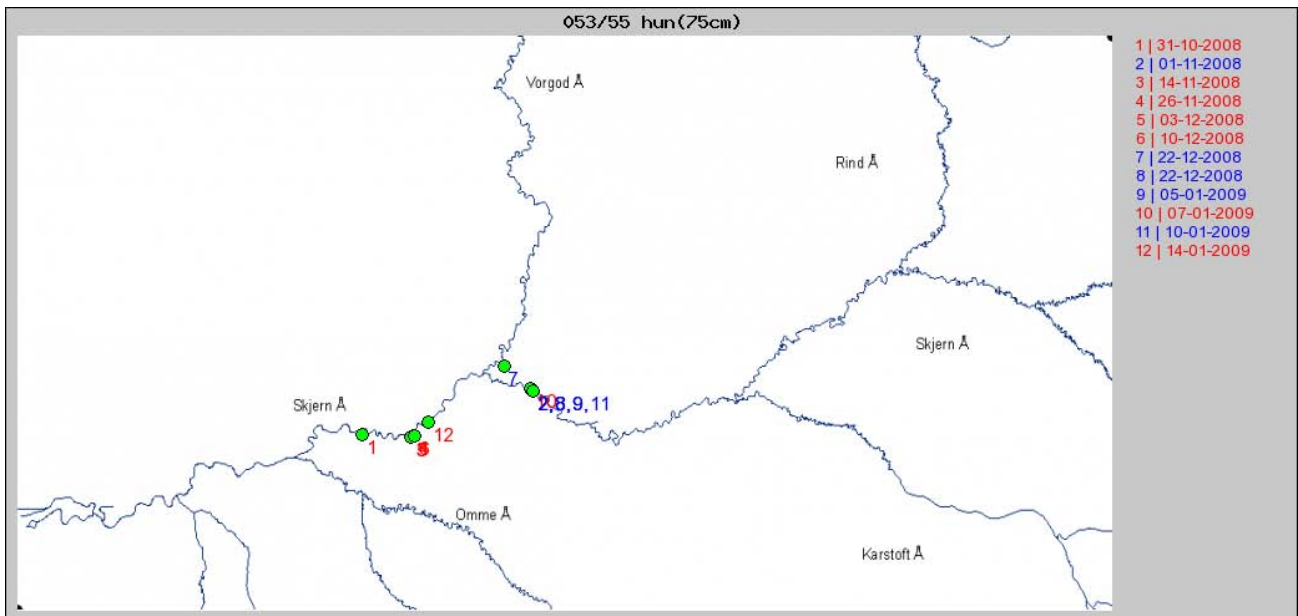 053/55 hun(75cm)
1 | 31-10-2008
2 | 01-11-2008
3 | 14-11-2008
4 | 26-11-2008
5 | 03-12-2008
6 | 10-12-2008
7 | 22-12-2008
8 | 22-12-2008
9 | 05-01-2009
10 | 07-01-2009
11 | 10-01-2009
12 | 14-01-2009
Vorgod Å
Rind Å
Skjern Å
Skjern Å
7
2,8,9,11
12
1
Omme Å
Karstoft Å